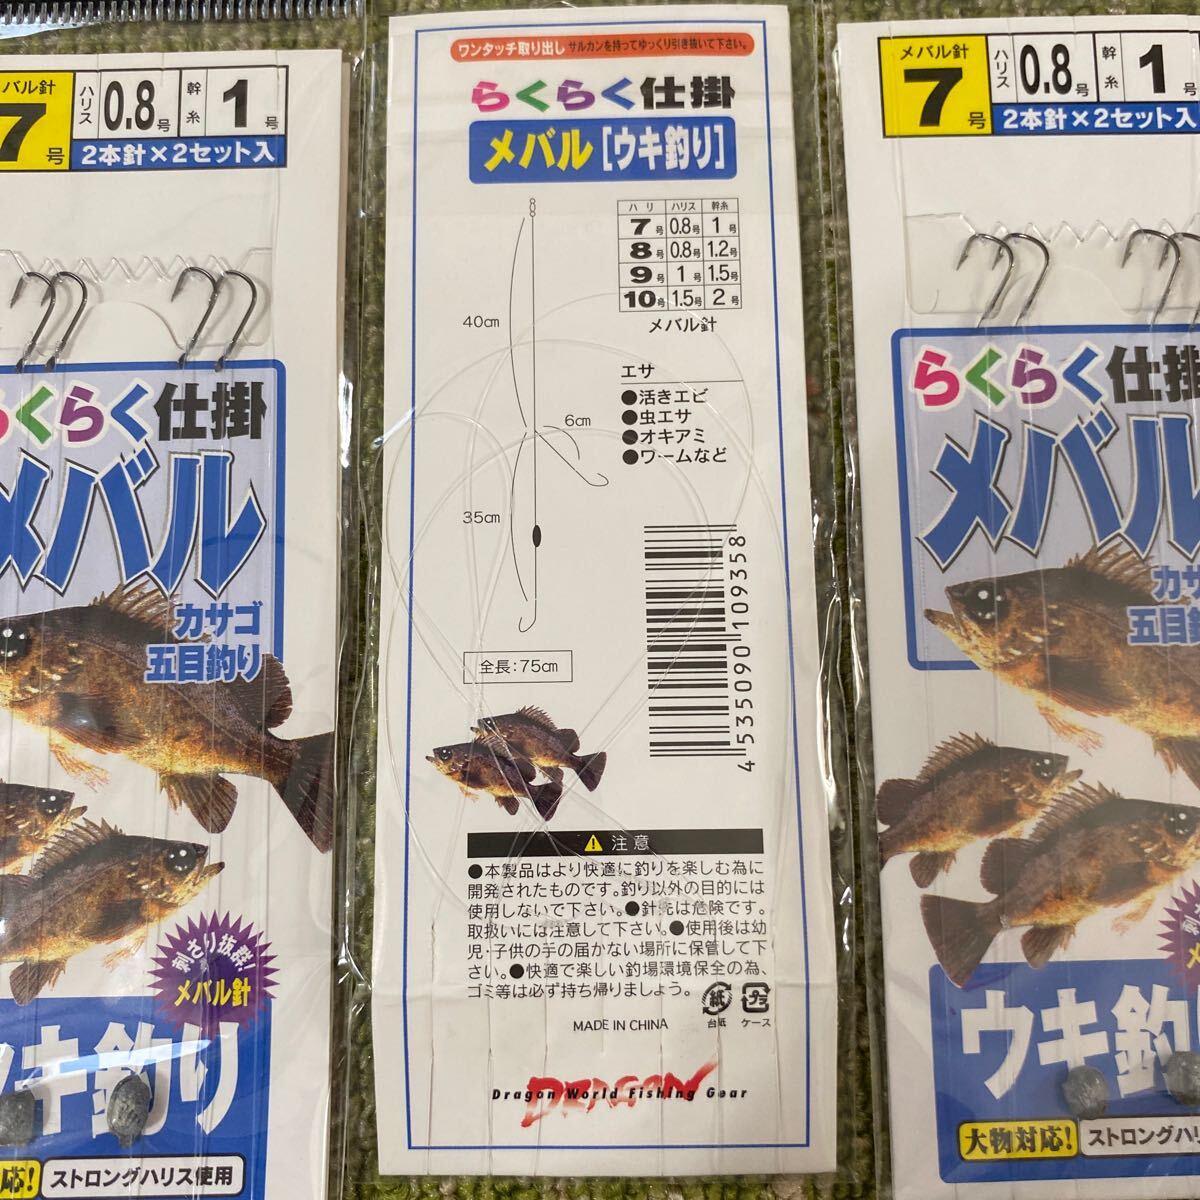 バル針
7号
ハリス
0.8号
幹糸
1号
2本針×2セット入
らくらく仕掛
メバル
カサゴ
五目釣り
刺さり抜群!
メバル針
ウキ釣り
応!
ストロングハリス使用
ワンタッチ取り出し サルカンを持ってゆっくり引き抜いて下さい。
らくらく仕掛
メバル[ウキ釣り]
ハリ ハリス 幹糸
7号 0.8号 1号
8号 0.8号 1.2号
9号 1号 1.5号
10号 1.5号 2号
メバル針
40cm
6cm
35cm
全長:75cm
エサ
●活きエビ
●虫エサ
●オキアミ
●ワームなど
4 535090 109358
注意
●本製品はより快適に釣りを楽しむ為に
開発されたものです。釣り以外の目的には
使用しないで下さい。●針先は危険です。
取扱いには注意して下さい。●使用後は幼
児・子供の手の届かない場所に保管して下
さい。●快適で楽しい釣場環境保全の為、
ゴミ等は必ず持ち帰りましょう。
紙
台紙
プラ
ケース
MADE IN CHINA
DRAGON
Dragon World Fishing Gear
メバル針
7号
ハリス
0.8号
幹糸
1号
2本針×2セット入
らくらく仕掛
メバル
カサ
五目釣
ウキ釣り
大物対応!
ストロングハリ